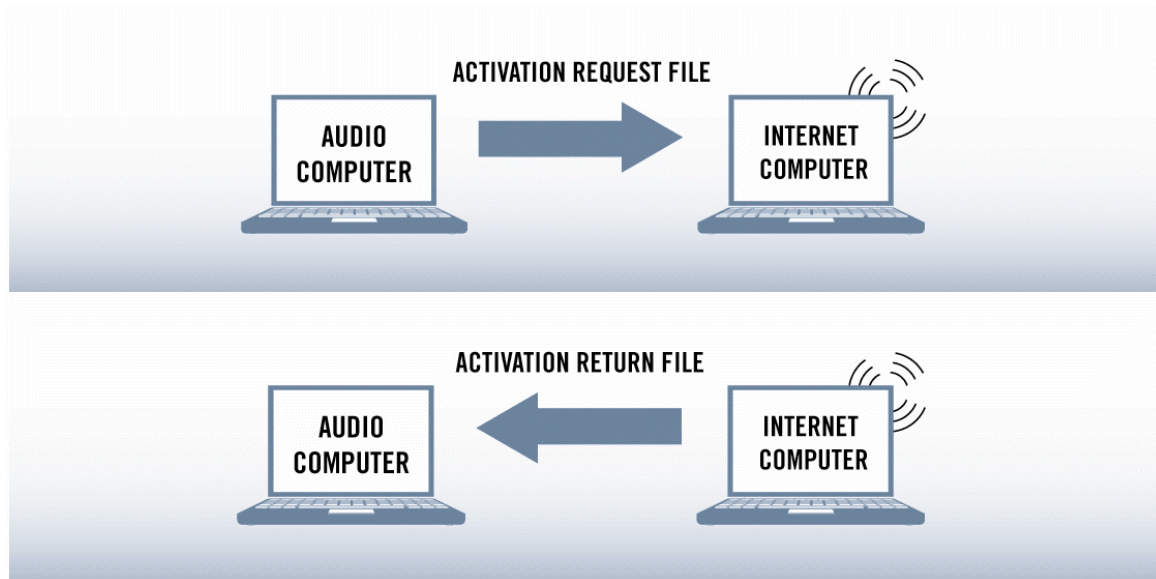 ACTIVATION REQUEST FILE
AUDIO
COMPUTER
INTERNET
COMPUTER
ACTIVATION RETURN FILE
AUDIO
COMPUTER
INTERNET
COMPUTER